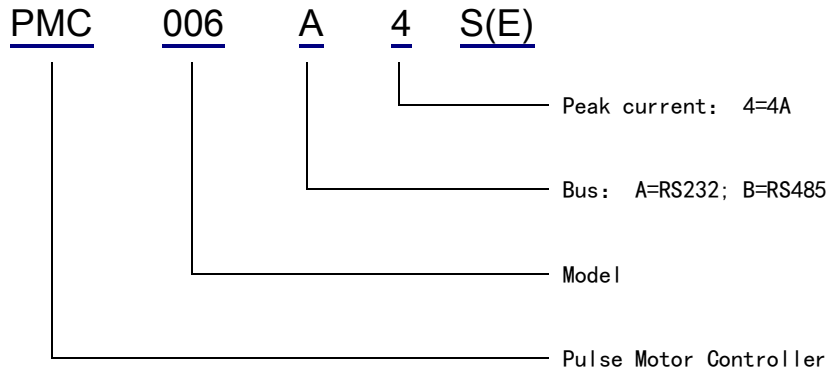 PMC 006 A 4 S(E)
Peak current： 4=4A
Bus： A=RS232; B=RS485
Model
Pulse Motor Controller